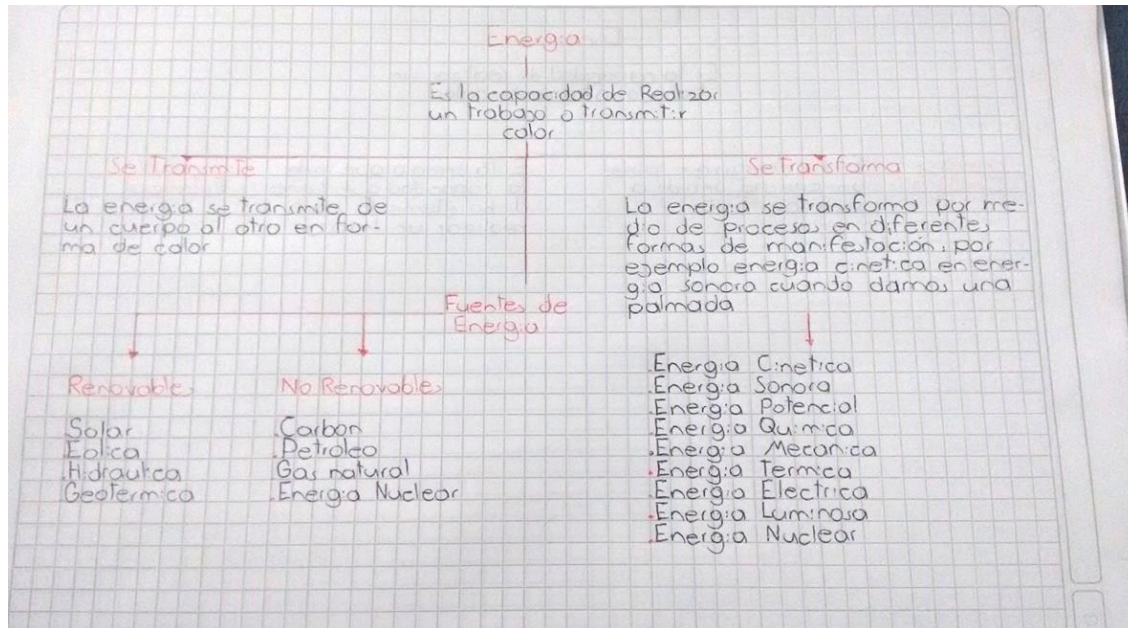 Energia
Es la capacidad de Realizar
un trabajo o transmitir
calor
Se Transmite
Se transforma
La energia se transmite de
un cuerpo al otro en for-
ma de calor
La energia se transforma por me-
dio de procesos en diferentes
formas de manifestación, por
ejemplo energia cinetica en ener-
gia sonora cuando damos una
palmada
Fuentes de
Energia
Renovables
No Renovables
.Solar
.Eolica
.Hidraulica
.Geotermica
.Carbon
.Petroleo
.Gas natural
.Energia Nuclear
.Energia Cinetica
.Energia Sonora
.Energia Potencial
.Energia Quimica
.Energia Mecanica
.Energia Termica
.Energia Electrica
.Energia Luminosa
.Energia Nuclear